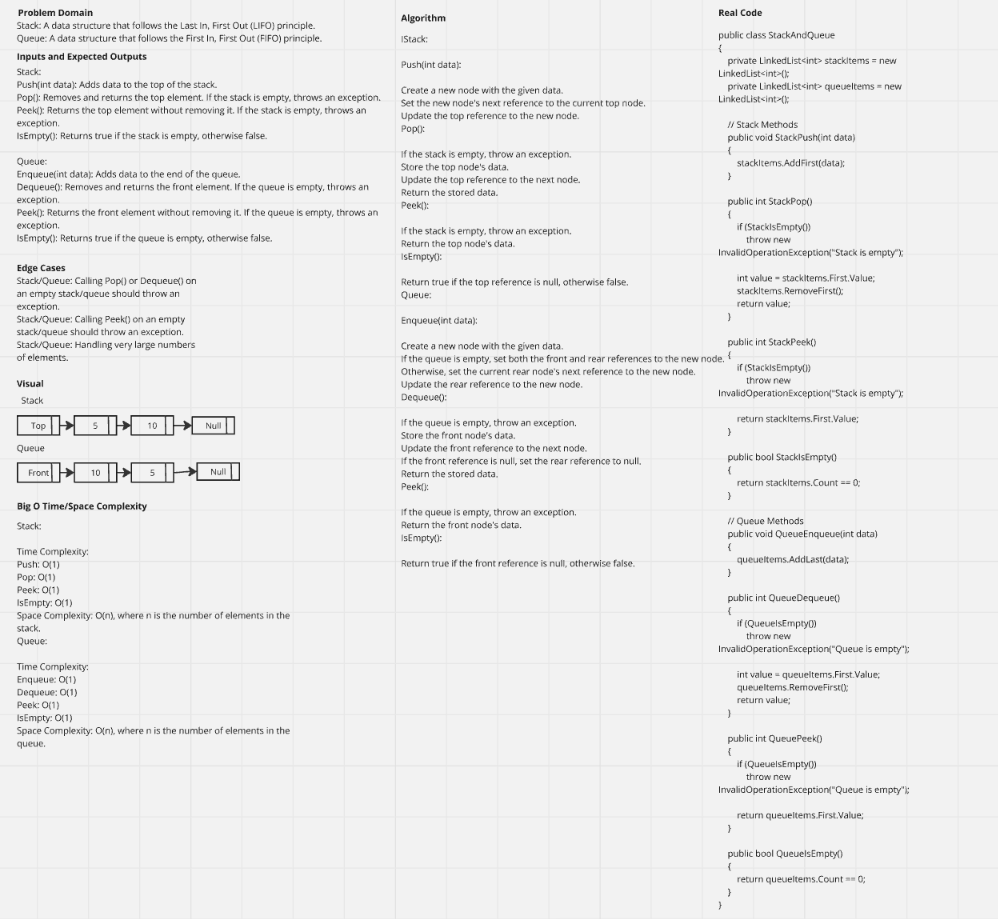 Problem Domain
Stack: A data structure that follows the Last In, First Out (LIFO) principle.
Queue: A data structure that follows the First In, First Out (FIFO) principle.
Inputs and Expected Outputs
Stack:
Push(int data): Adds data to the top of the stack.
Pop(): Removes and returns the top element. If the stack is empty, throws an exception.
Peek(): Returns the top element without removing it. If the stack is empty, throws an
exception.
IsEmpty(): Returns true if the stack is empty, otherwise false.
Queue:
Enqueue(int data): Adds data to the end of the queue.
Dequeue(): Removes and returns the front element. If the queue is empty, throws an
exception.
Peek(): Returns the front element without removing it. If the queue is empty, throws an
exception.
IsEmpty(): Returns true if the queue is empty, otherwise false.
Edge Cases
Stack/Queue: Calling Pop() or Dequeue() on
an empty stack/queue should throw an
exception.
Stack/Queue: Calling Peek() on an empty
stack/queue should throw an exception.
Stack/Queue: Handling very large numbers
of elements.
Visual
Stack
Top 5 10 Null
Queue
Front 10 5 Null
Big O Time/Space Complexity
Stack:
Time Complexity:
Push: O(1)
Pop: O(1)
Peek: O(1)
IsEmpty: O(1)
Space Complexity: O(n), where n is the number of elements in the
stack.
Queue:
Time Complexity:
Enqueue: O(1)
Dequeue: O(1)
Peek: O(1)
IsEmpty: O(1)
Space Complexity: O(n), where n is the number of elements in the
queue.
Algorithm
IStack:
Push(int data):
Create a new node with the given data.
Set the new node's next reference to the current top node.
Update the top reference to the new node.
Pop():
If the stack is empty, throw an exception.
Store the top node's data.
Update the top reference to the next node.
Return the stored data.
Peek():
If the stack is empty, throw an exception.
Return the top node's data.
IsEmpty():
Return true if the top reference is null, otherwise false.
Queue:
Enqueue(int data):
Create a new node with the given data.
If the queue is empty, set both the front and rear references to the new node.
Otherwise, set the current rear node's next reference to the new node.
Update the rear reference to the new node.
Dequeue():
If the queue is empty, throw an exception.
Store the front node's data.
Update the front reference to the next node.
If the front reference is null, set the rear reference to null.
Return the stored data.
Peek():
If the queue is empty, throw an exception.
Return the front node's data.
IsEmpty():
Return true if the front reference is null, otherwise false.
Real Code
public class StackAndQueue
{
private LinkedList<int> stackItems = new
LinkedList<int>();
private LinkedList<int> queueItems = new
LinkedList<int>();
// Stack Methods
public void StackPush(int data)
{
stackItems.AddFirst(data);
}
public int StackPop()
{
if (StackIsEmpty())
throw new
InvalidOperationException("Stack is empty");
int value = stackItems.First.Value;
stackItems.RemoveFirst();
return value;
}
public int StackPeek()
{
if (StackIsEmpty())
throw new
InvalidOperationException("Stack is empty");
return stackItems.First.Value;
}
public bool StackIsEmpty()
{
return stackItems.Count == 0;
}
// Queue Methods
public void QueueEnqueue(int data)
{
queueItems.AddLast(data);
}
public int QueueDequeue()
{
if (QueueIsEmpty())
throw new
InvalidOperationException("Queue is empty");
int value = queueItems.First.Value;
queueItems.RemoveFirst();
return value;
}
public int QueuePeek()
{
if (QueueIsEmpty())
throw new
InvalidOperationException("Queue is empty");
return queueItems.First.Value;
}
public bool QueueIsEmpty()
{
return queueItems.Count == 0;
}
}